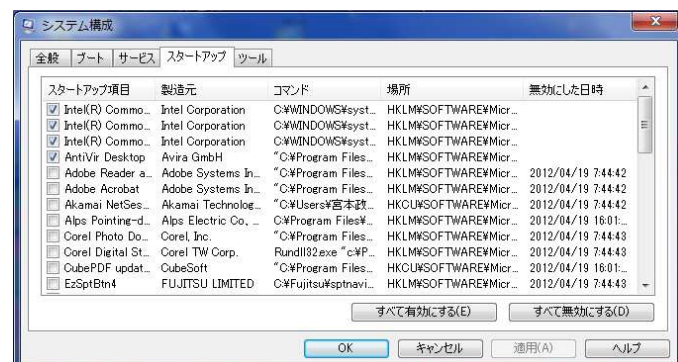 システム構成
全般 ブート サービス スタートアップ ツール
スタートアップ項目 製造元 コマンド 場所 無効にした日時
Intel(R) Commo... Intel Corporation C:¥WINDOWS¥syst... HKLM¥SOFTWARE¥Micr...
Intel(R) Commo... Intel Corporation C:¥WINDOWS¥syst... HKLM¥SOFTWARE¥Micr...
Intel(R) Commo... Intel Corporation C:¥WINDOWS¥syst... HKLM¥SOFTWARE¥Micr...
AntiVir Desktop Avira GmbH "C:¥Program Files... HKLM¥SOFTWARE¥Micr...
Adobe Reader a... Adobe Systems In... "C:¥Program Files... HKLM¥SOFTWARE¥Micr... 2012/04/19 7:44:42
Adobe Acrobat Adobe Systems In... "C:¥Program Files... HKLM¥SOFTWARE¥Micr... 2012/04/19 7:44:42
Akamai NetSes... Akamai Technolog... "C:¥Users¥宮本政... HKCU¥SOFTWARE¥Micr... 2012/04/19 7:44:42
Alps Pointing-d... Alps Electric Co., ... C:¥Program Files¥... HKLM¥SOFTWARE¥Micr... 2012/04/19 16:01:...
Corel Photo Do... Corel, Inc. "C:¥Program Files... HKLM¥SOFTWARE¥Micr... 2012/04/19 7:44:43
Corel Digital St... Corel TW Corp. Rundll32.exe "c:¥P... HKLM¥SOFTWARE¥Micr... 2012/04/19 7:44:43
CubePDF updat... CubeSoft "C:¥Program Files... HKCU¥SOFTWARE¥Micr... 2012/04/19 16:01:...
EzSptBtn4 FUJITSU LIMITED C:¥Fujitsu¥sptnavi... HKLM¥SOFTWARE¥Micr... 2012/04/19 7:44:43
すべて有効にする(E) すべて無効にする(D)
OK キャンセル 適用(A) ヘルプ